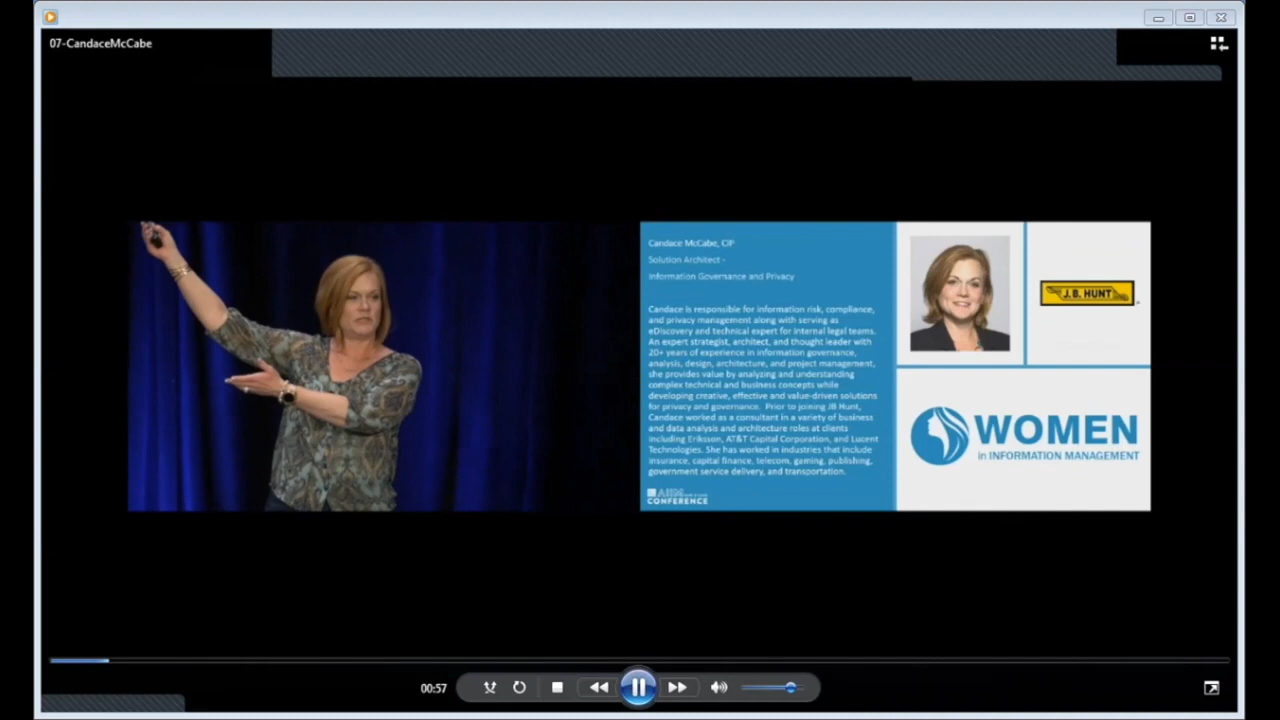 07-CandaceMcCabe
Candace McCabe, CIP
Solution Architect -
Information Governance and Privacy
Candace is responsible for information risk, compliance,
and privacy management along with serving as
eDiscovery and technical expert for internal legal teams.
An expert strategist, architect, and thought leader with
20+ years of experience in information governance,
analysis, design, architecture, and project management,
she provides value by analyzing and understanding
complex technical and business concepts while
developing creative, effective and value-driven solutions
for privacy and governance. Prior to joining JB Hunt,
Candace worked as a consultant in a variety of business
and data analysis and architecture roles at clients
including Eriksson, AT&T Capital Corporation, and Lucent
Technologies. She has worked in industries that include
insurance, capital finance, telecom, gaming, publishing,
government service delivery, and transportation.
AIIM
CONFERENCE
J.B. HUNT
WOMEN
in INFORMATION MANAGEMENT
00:57